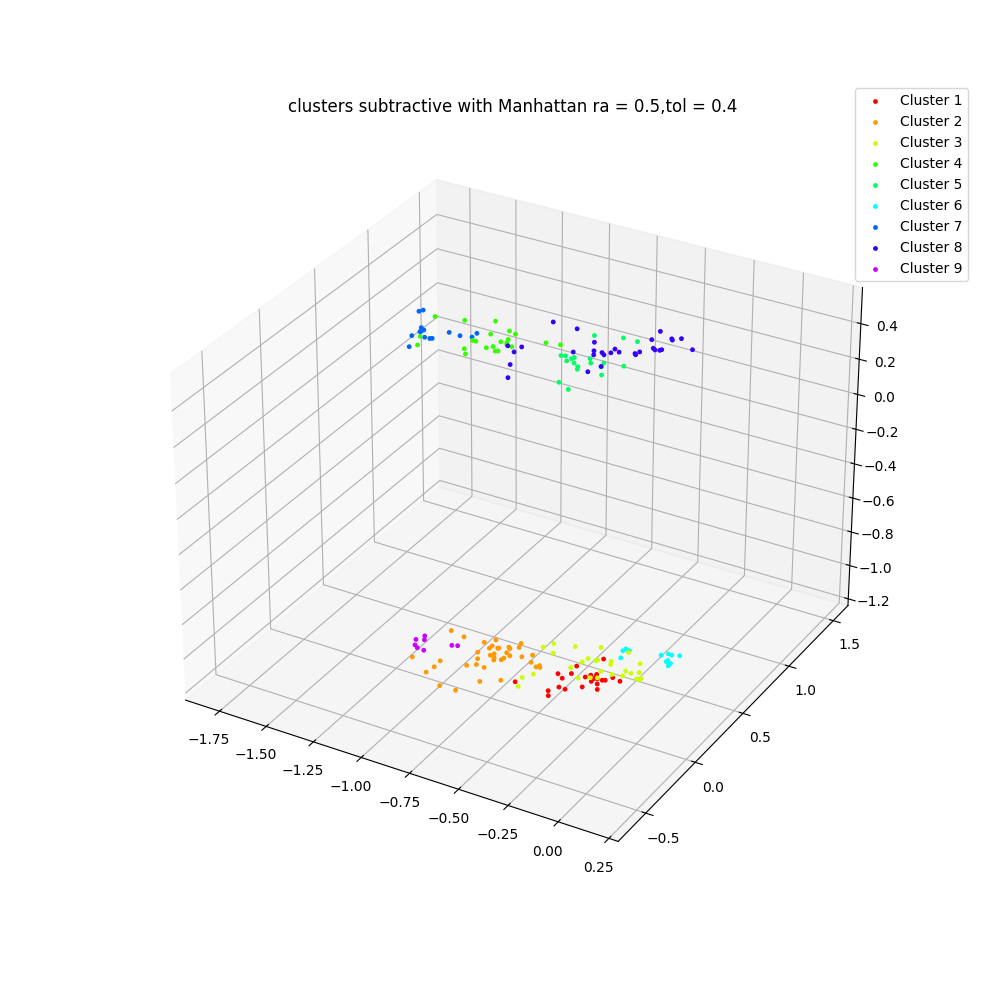 clusters subtractive with Manhattan ra = 0.5,tol = 0.4
Cluster 1
Cluster 2
Cluster 3
Cluster 4
Cluster 5
Cluster 6
Cluster 7
Cluster 8
Cluster 9
0.4
0.2
0.0
−0.2
−0.4
−0.6
−0.8
−1.0
−1.2
1.5
1.0
0.5
0.0
−0.5
−1.75
−1.50
−1.25
−1.00
−0.75
−0.50
−0.25
0.00
0.25